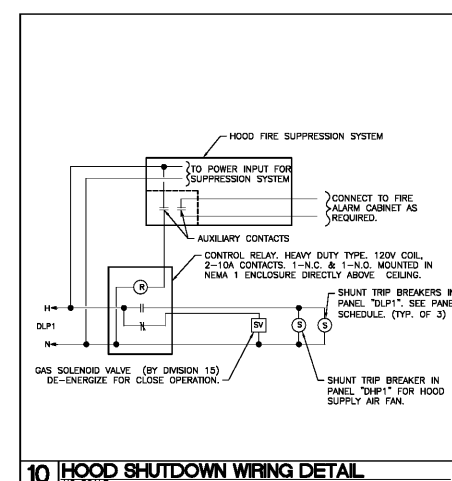 HOOD FIRE SUPPRESSION SYSTEM
TO POWER INPUT FOR
SUPPRESSION SYSTEM
CONNECT TO FIRE
ALARM CABINET AS
REQUIRED.
AUXILIARY CONTACTS
CONTROL RELAY. HEAVY DUTY TYPE. 120V COIL,
2-10A CONTACTS. 1-N.C. & 1-N.O. MOUNTED IN
NEMA 1 ENCLOSURE DIRECTLY ABOVE CEILING.
R
SHUNT TRIP BREAKERS
PANEL "DLP1". SEE
SCHEDULE. (TYP. OF 3)
H
DLP1
N
SV
S
S
GAS SOLENOID VALVE (BY DIVISION 15)
DE-ENERGIZE FOR CLOSE OPERATION.
SHUNT TRIP BREAKER IN
PANEL "DHP1" FOR HOOD
SUPPLY AIR FAN.
10 HOOD SHUTDOWN WIRING DETAIL